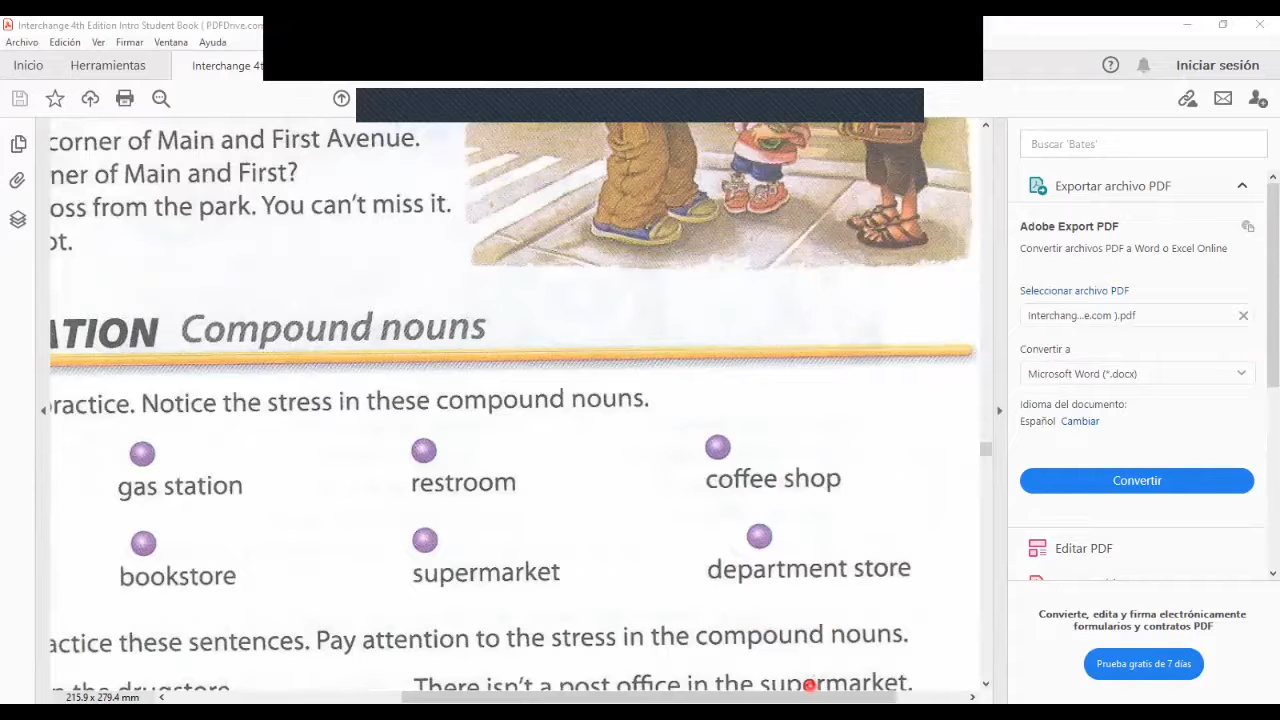 Interchange 4th Edition Intro Student Book ( PDFDrive.com
Archivo Edición Ver Firmar Ventana Ayuda
Inicio Herramientas Interchange 4t
Iniciar sesión
corner of Main and First Avenue.
ner of Main and First?
oss from the park. You can't miss it.
ot.
ATION Compound nouns
ractice. Notice the stress in these compound nouns.
gas station restroom coffee shop
bookstore supermarket department store
actice these sentences. Pay attention to the stress in the compound nouns.
n the drugstore. There isn't a post office in the supermarket.
215.9 x 279.4 mm
Buscar 'Bates'
Exportar archivo PDF
Adobe Export PDF
Convertir archivos PDF a Word o Excel Online
Seleccionar archivo PDF
Interchang...e.com ).pdf
Convertir a
Microsoft Word (*.docx)
Idioma del documento:
Español Cambiar
Convertir
Editar PDF
Convierte, edita y firma electrónicamente
formularios y contratos PDF
Prueba gratis de 7 días